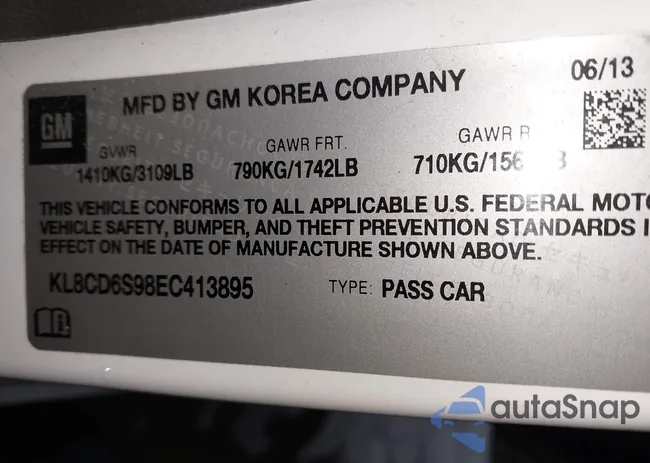 06/13
MFD BY GM KOREA COMPANY
GM
GVWR GAWR FRT. GAWR R
1410KG/3109LB 790KG/1742LB 710KG/156 B
THIS VEHICLE CONFORMS TO ALL APPLICABLE U.S. FEDERAL MOTO
VEHICLE SAFETY, BUMPER, AND THEFT PREVENTION STANDARDS I
EFFECT ON THE DATE OF MANUFACTURE SHOWN ABOVE.
KL8CD6S98EC413895 TYPE: PASS CAR
autoSnap